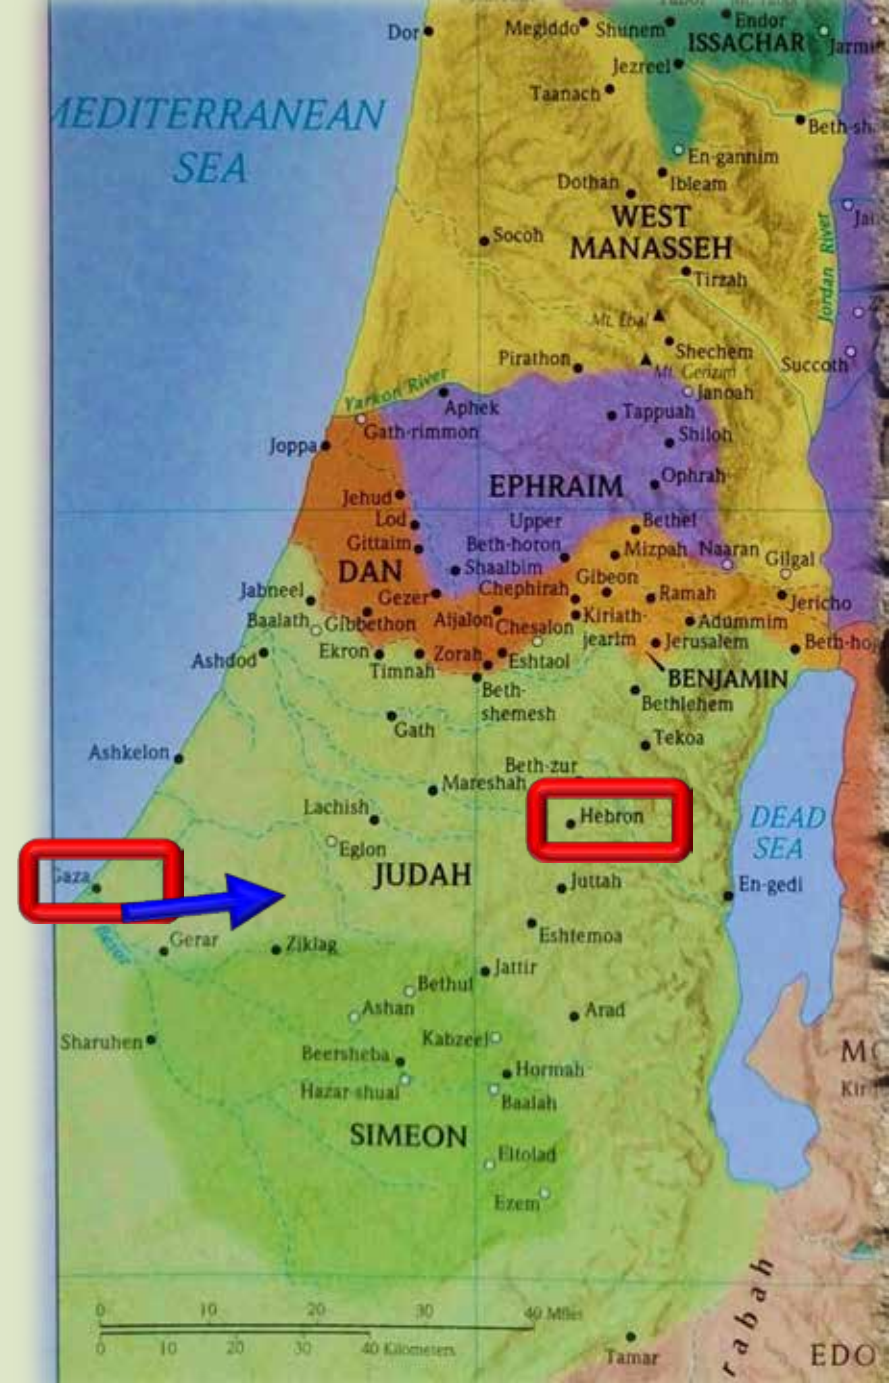 Dor
Megiddo
Shunem
Endor
ISSACHAR
Jezreel
Taanach
MEDITERRANEAN
SEA
En-gannim
Dothan
Ibleam
WEST
MANASSEH
Socoh
Tirzah
Jordan River
Mt. Ebal
Shechem
Pirathon
Mt. Gerizim
Succoth
Yarkon River
Janoah
Aphek
Tappuah
Gath-rimmon
Joppa
Shiloh
Ophrah
EPHRAIM
Jehud
Lod
Upper
Beth-horon
Bethel
Gittaim
Mizpah
Naaran
Gilgal
Shaalbim
DAN
Chephirah
Gibeon
Jabneel
Gezer
Ramah
Jericho
Baalath
Gibbethon
Aijalon
Chesalon
Kiriath-
jearim
Adummim
Jerusalem
Ashdod
Ekron
Timnah
Zorah
Eshtaol
BENJAMIN
Beth-
shemesh
Bethlehem
Gath
Tekoa
Ashkelon
Beth-zur
Mareshah
Lachish
Hebron
DEAD
SEA
Eglon
JUDAH
Gaza
Juttah
En-gedi
Gerar
Ziklag
Eshtemoa
Jattir
Bethul
Ashan
Arad
Sharuhen
Kabzeel
Beersheba
Hormah
Hazar-shual
Baalah
SIMEON
Eltolad
Ezem
0 10 20 30 40 Miles
0 10 20 30 40 Kilometers
Tamar
rabah
EDO